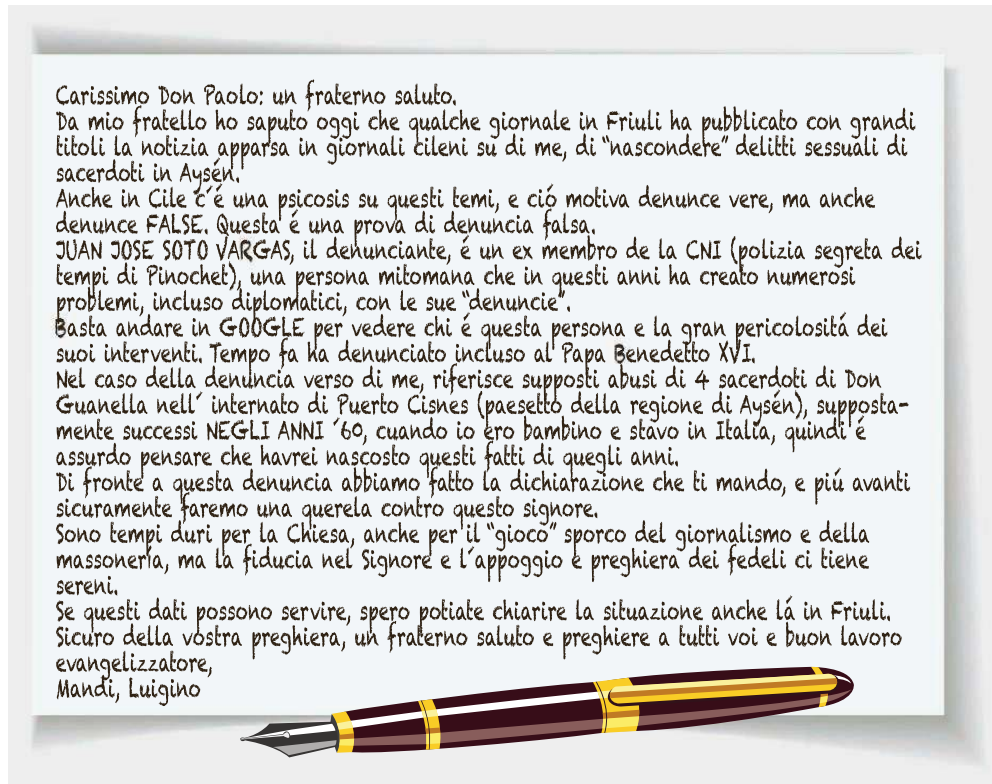 Carissimo Don Paolo: un fraterno saluto.
Da mio fratello ho saputo oggi che qualche giornale in Friuli ha pubblicato con grandi
titoli la notizia apparsa in giornali cileni su di me, di “nascondere” delitti sessuali di
sacerdoti in Aysén.
Anche in Cile c´é una psicosis su questi temi, e ció motiva denunce vere, ma anche
denunce FALSE. Questa é una prova di denuncia falsa.
JUAN JOSE SOTO VARGAS, il denunciante, é un ex membro de la CNI (polizia segreta dei
tempi di Pinochet), una persona mitomana che in questi anni ha creato numerosi
problemi, incluso diplomatici, con le sue “denuncie”.
Basta andare in GOOGLE per vedere chi é questa persona e la gran pericolositá dei
suoi interventi. Tempo fa ha denunciato incluso al Papa Benedetto XVI.
Nel caso della denuncia verso di me, riferisce supposti abusi di 4 sacerdoti di Don
Guanella nell´ internato di Puerto Cisnes (paesetto della regione di Aysén), supposta-
mente successi NEGLI ANNI ´60, cuando io ero bambino e stavo in Italia, quindi é
assurdo pensare che havrei nascosto questi fatti di quegli anni.
Di fronte a questa denuncia abbiamo fatto la dichiarazione che ti mando, e piú avanti
sicuramente faremo una querela contro questo signore.
Sono tempi duri per la Chiesa, anche per il “gioco” sporco del giornalismo e della
massonería, ma la fiducia nel Signore e l´appoggio e preghiera dei fedeli ci tiene
sereni.
Se questi dati possono servire, spero potiate chiarire la situazione anche lá in Friuli.
Sicuro della vostra preghiera, un fraterno saluto e preghiere a tutti voi e buon lavoro
evangelizzatore,
Mandi, Luigino